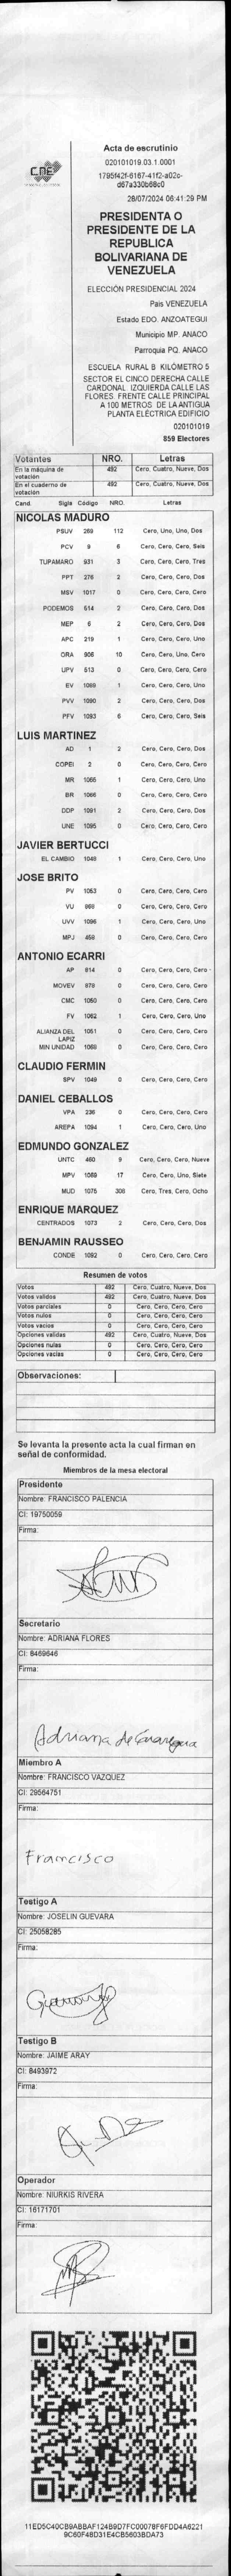 CNE
Acta de escrutinio
020101019.03.1.0001
1795f42f-6167-41f2-a02c-
d67a330b68c0
28/07/2024 06:41:29 PM
PRESIDENTA O
PRESIDENTE DE LA
REPUBLICA
BOLIVARIANA DE
VENEZUELA
ELECCIÓN PRESIDENCIAL 2024
Pais VENEZUELA
Estado EDO. ANZOATEGUI
Municipio MP. ANACO
Parroquia PQ. ANACO
ESCUELA RURAL B KILÓMETRO 5
SECTOR EL CINCO DERECHA CALLE
CARDONAL. IZQUIERDA CALLE LAS
FLORES. FRENTE CALLE PRINCIPAL
A 100 METROS DE LA ANTIGUA
PLANTA ELÉCTRICA EDIFICIO
020101019
859 Electores
Votantes NRO. Letras
En la máquina de votación 492 Cero, Cuatro, Nueve, Dos
En el cuaderno de votación 492 Cero, Cuatro, Nueve, Dos
Cand. Sigls Código NRO. Letras
NICOLAS MADURO
PSUV 269 112 Cero, Uno, Uno, Dos
PCV 9 6 Cero, Cero, Cero, Seis
TUPAMARO 931 3 Cero, Cero, Cero, Tres
PPT 276 2 Cero, Cero, Cero, Dos
MSV 1017 0 Cero, Cero, Cero, Cero
PODEMOS 614 2 Cero, Cero, Cero, Dos
MEP 6 2 Cero, Cero, Cero, Dos
APC 219 1 Cero, Cero, Cero, Uno
ORA 906 10 Cero, Cero, Uno, Cero
UPV 513 0 Cero, Cero, Cero, Cero
EV 1089 1 Cero, Cero, Cero, Uno
PVV 1090 2 Cero, Cero, Cero, Dos
PFV 1093 6 Cero, Cero, Cero, Seis
LUIS MARTINEZ
AD 1 2 Cero, Cero, Cero, Dos
COPEI 2 0 Cero, Cero, Cero, Cero
MR 1065 1 Cero, Cero, Cero, Uno
BR 1066 0 Cero, Cero, Cero, Cero
DDP 1091 2 Cero, Cero, Cero, Dos
UNE 1095 0 Cero, Cero, Cero, Cero
JAVIER BERTUCCI
EL CAMBIO 1048 1 Cero, Cero, Cero, Uno
JOSE BRITO
PV 1053 0 Cero, Cero, Cero, Cero
VU 868 0 Cero, Cero, Cero, Cero
UVV 1096 1 Cero, Cero, Cero, Uno
MPJ 458 0 Cero, Cero, Cero, Cero
ANTONIO ECARRI
AP 814 0 Cero, Cero, Cero, Cero
MOVEV 879 0 Cero, Cero, Cero, Cero
CMC 1050 0 Cero, Cero, Cero, Cero
FV 1062 1 Cero, Cero, Cero, Uno
ALIANZA DEL LAPIZ 1051 0 Cero, Cero, Cero, Cero
MIN UNIDAD 1068 0 Cero, Cero, Cero, Cero
CLAUDIO FERMIN
SPV 1049 0 Cero, Cero, Cero, Cero
DANIEL CEBALLOS
VPA 236 0 Cero, Cero, Cero, Cero
AREPA 1094 1 Cero, Cero, Cero, Uno
EDMUNDO GONZALEZ
UNTC 460 9 Cero, Cero, Cero, Nueve
MPV 1069 17 Cero, Cero, Uno, Siete
MUD 1075 308 Cero, Tres, Cero, Ocho
ENRIQUE MARQUEZ
CENTRADOS 1073 2 Cero, Cero, Cero, Dos
BENJAMIN RAUSSEO
CONDE 1092 0 Cero, Cero, Cero, Cero
Resumen de votos
Votos 492 Cero, Cuatro, Nueve, Dos
Votos validos 492 Cero, Cuatro, Nueve, Dos
Votos parciales 0 Cero, Cero, Cero, Cero
Votos nulos 0 Cero, Cero, Cero, Cero
Votos vacios 0 Cero, Cero, Cero, Cero
Opciones validas 492 Cero, Cuatro, Nueve, Dos
Opciones nulas 0 Cero, Cero, Cero, Cero
Opciones vacias 0 Cero, Cero, Cero, Cero
Observaciones:
Se levanta la presente acta la cual firman en
señal de conformidad.
Miembros de la mesa electoral
Presidente
Nombre: FRANCISCO PALENCIA
CI: 19750059
Firma:
Secretario
Nombre: ADRIANA FLORES
CI: 8469646
Firma:
Adriana de
Miembro A
Nombre: FRANCISCO VAZQUEZ
CI: 28564751
Firma:
Francisco
Testigo A
Nombre: JOSELIN GUEVARA
CI: 25058285
Firma:
Testigo B
Nombre: JAIME ARAY
CI: 8493972
Firma:
Operador
Nombre: NIURKIS RIVERA
CI: 16171701
Firma:
11ED5C40CB9ABBAF124B9D7FC0007BF6FDD4A6221
9C60F48D31E4CB5603BDA73